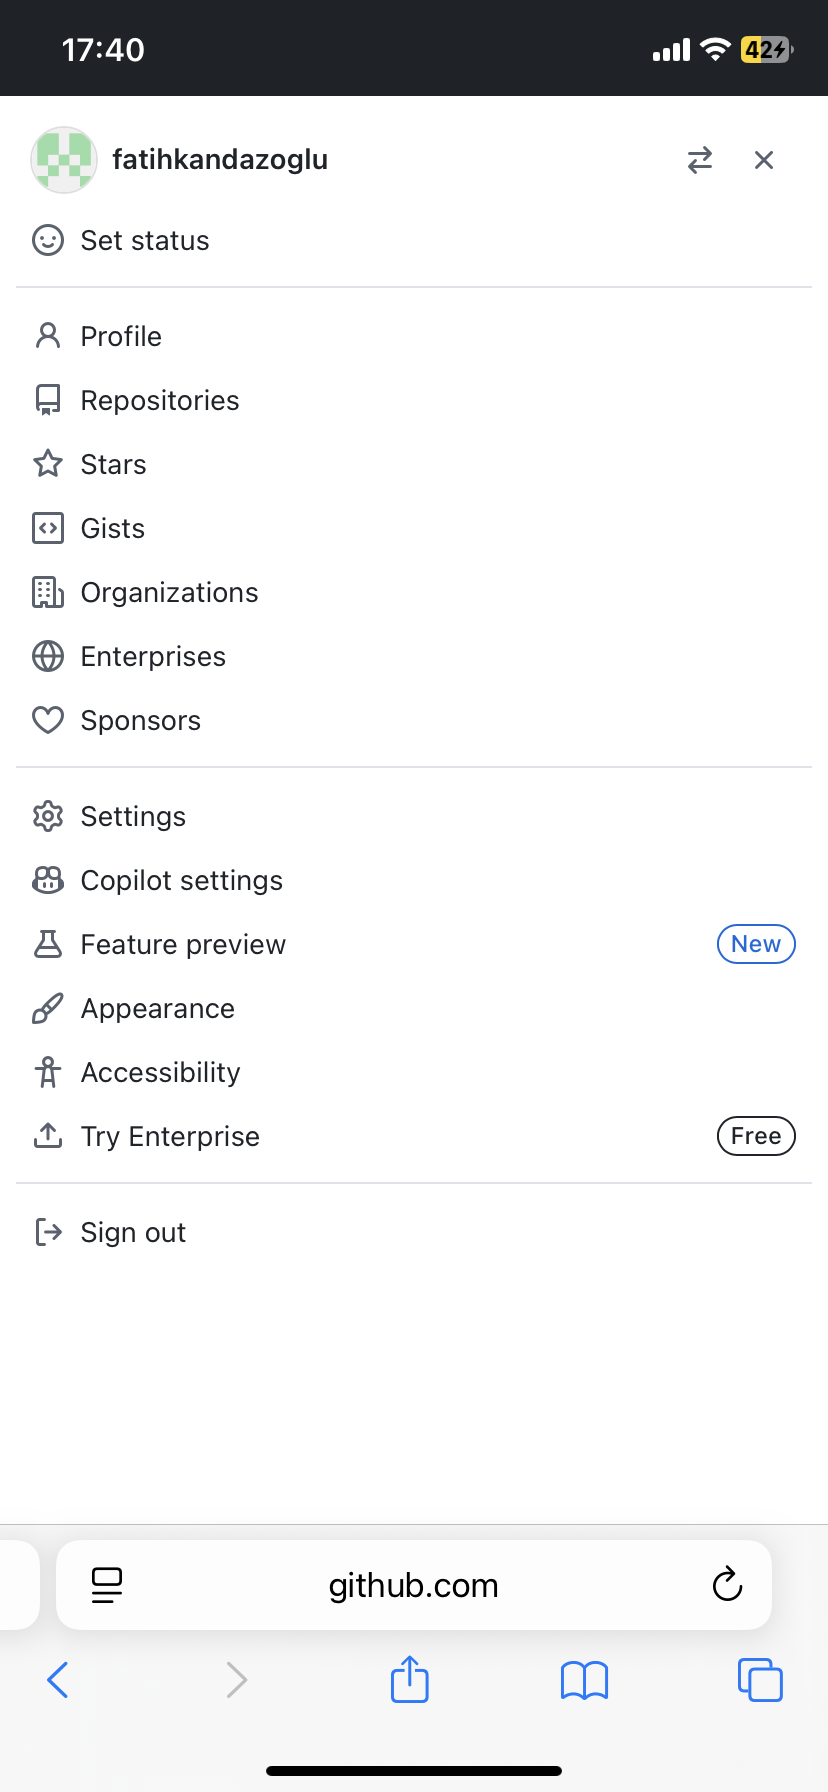 17:40
42
fatihkandazoglu
Set status
Profile
Repositories
Stars
Gists
Organizations
Enterprises
Sponsors
Settings
Copilot settings
Feature preview New
Appearance
Accessibility
Try Enterprise Free
Sign out
github.com